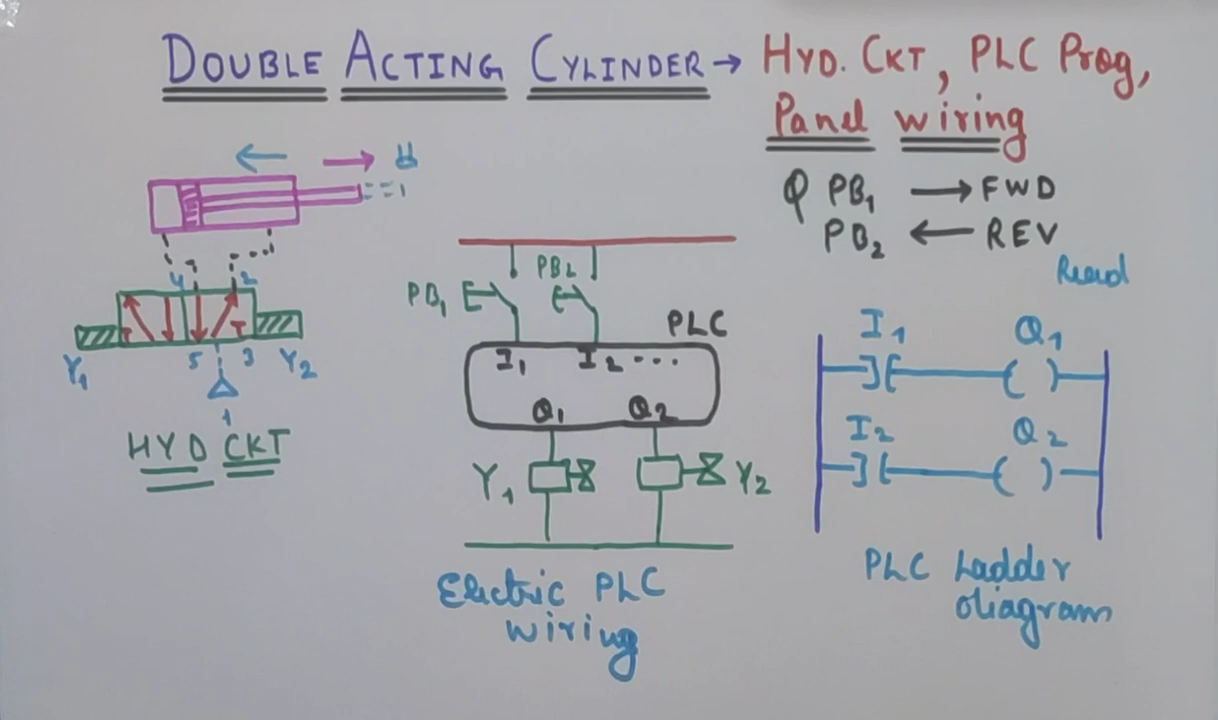 DOUBLE ACTING CYLINDER → HYD. CKT, PLC Prog,
Panel wiring
Q PB1 → FWD
PB2 ← REV
4 2
Y1 5 3 Y2
1
HYD CKT
PB1 PB2
PLC
I1 I2 ...
Q1 Q2
Y1 Y2
Electric PLC
wiring
I1 Q1
I2 Q2
PLC Ladder
diagram